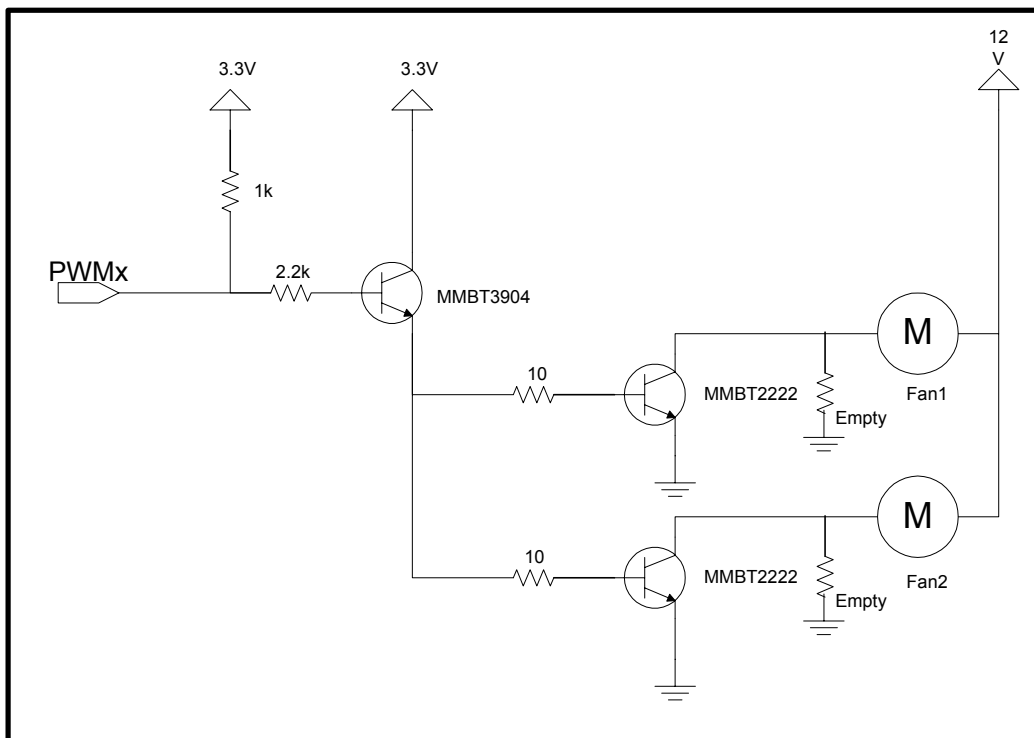 12
V
3.3V
3.3V
1k
PWMx
2.2k
MMBT3904
M
10
MMBT2222
Fan1
Empty
M
10
MMBT2222
Fan2
Empty